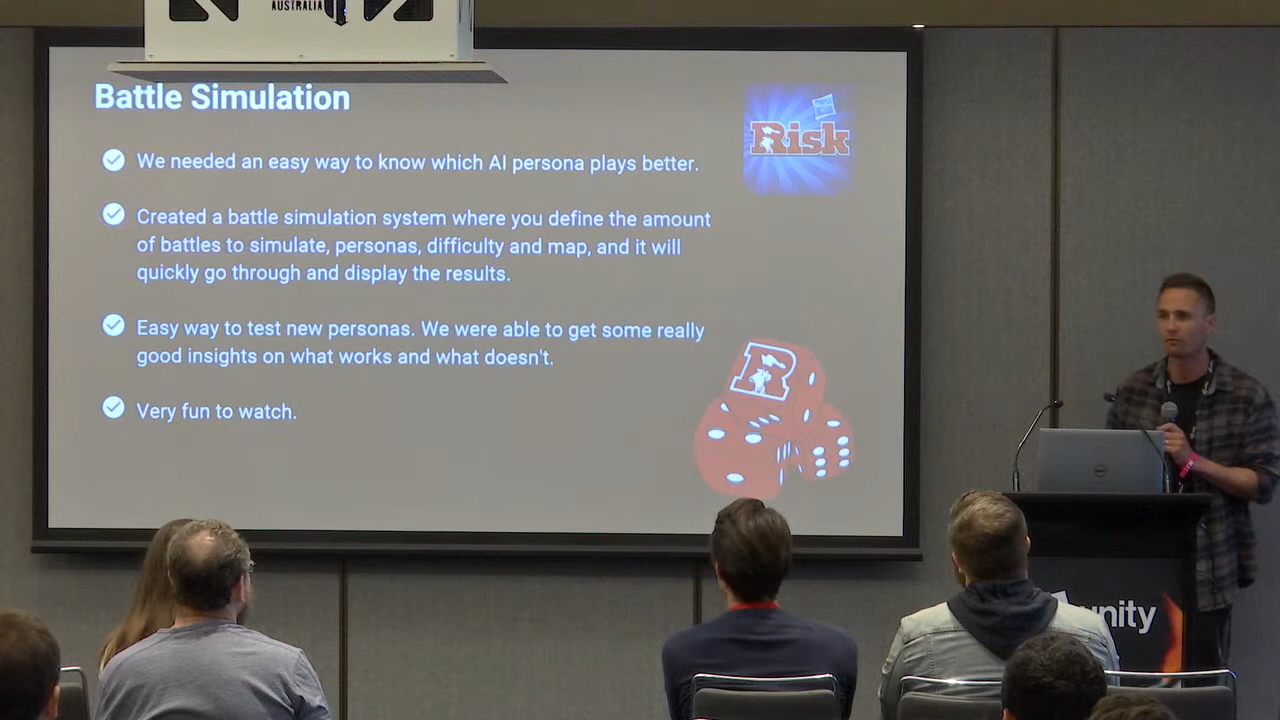 AUSTRALIA
Battle Simulation
We needed an easy way to know which AI persona plays better.
Created a battle simulation system where you define the amount
of battles to simulate, personas, difficulty and map, and it will
quickly go through and display the results.
Easy way to test new personas. We were able to get some really
good insights on what works and what doesn't.
Very fun to watch.
Risk
R
DELL
unity